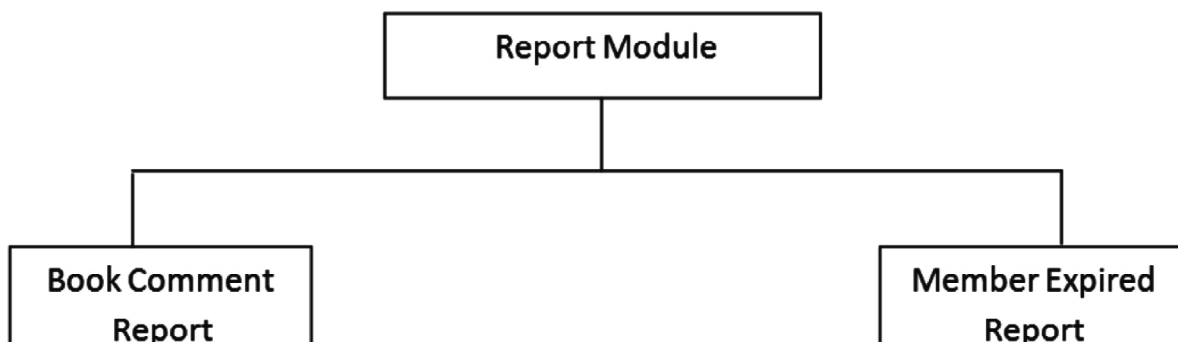 Report Module
Book Comment
Report
Member Expired
Report